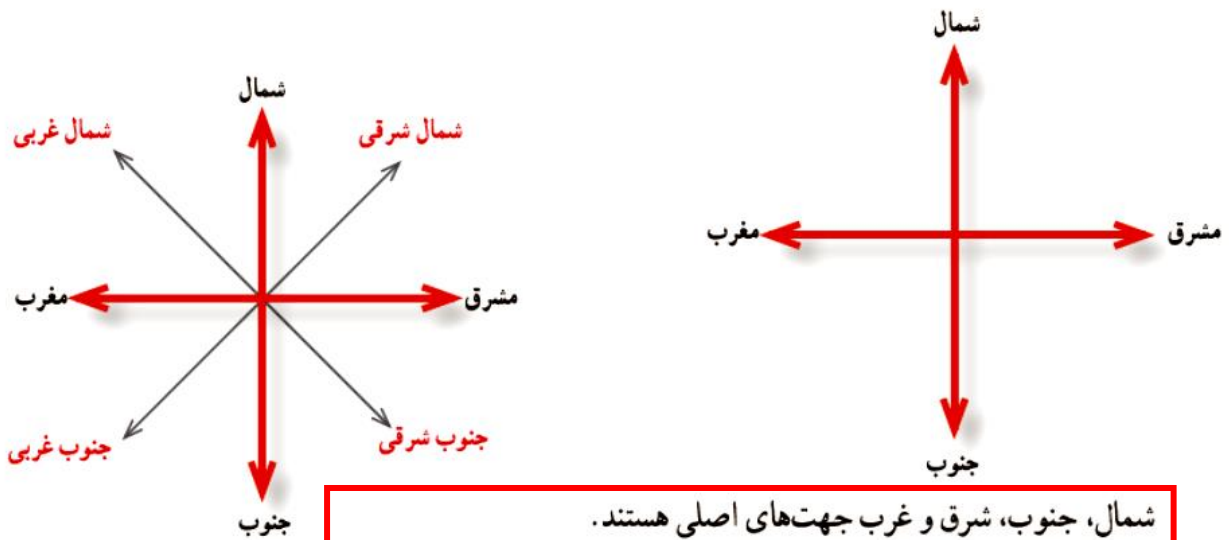 شمال
مشرق
مغرب
جنوب
شمال
شمال شرقی
شمال غربی
مشرق
مغرب
جنوب شرقی
جنوب غربی
جنوب
شمال، جنوب، شرق و غرب جهت‌های اصلی هستند.